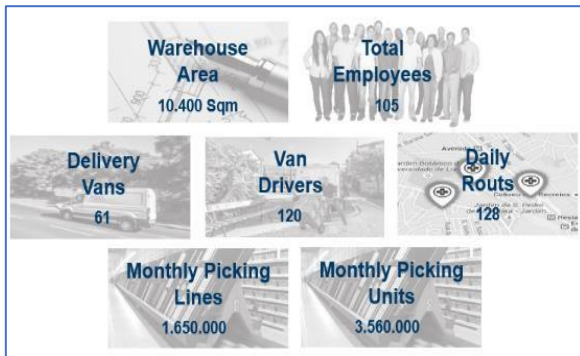 Warehouse
Area
10.400 Sqm
Total
Employees
105
Delivery
Vans
61
Van
Drivers
120
Daily
Routs
128
Monthly Picking
Lines
1.650.000
Monthly Picking
Units
3.560.000